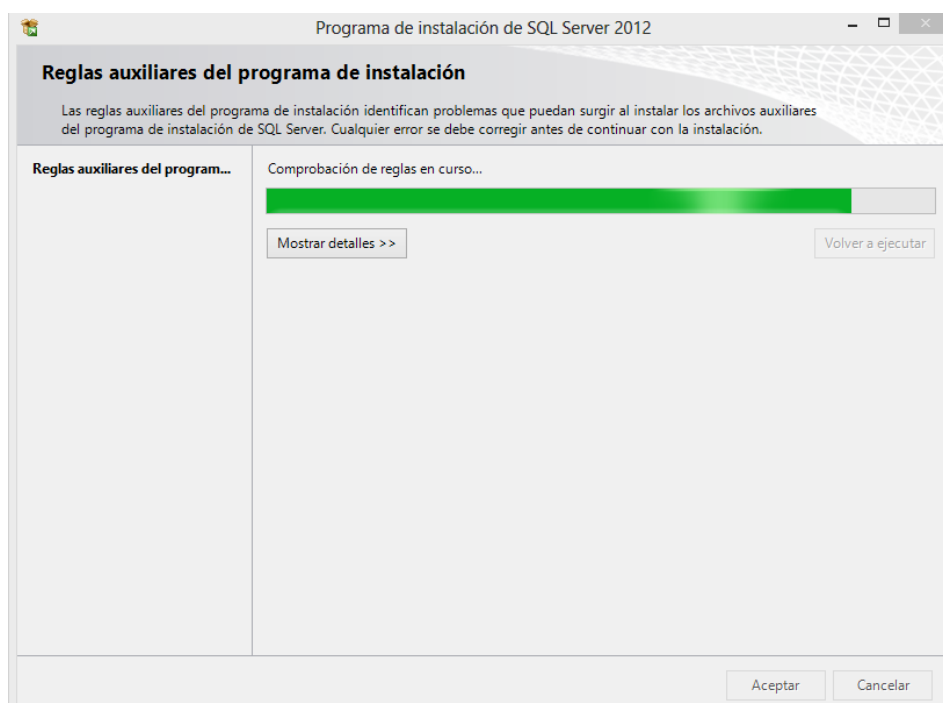 Programa de instalación de SQL Server 2012
Reglas auxiliares del programa de instalación
Las reglas auxiliares del programa de instalación identifican problemas que puedan surgir al instalar los archivos auxiliares
del programa de instalación de SQL Server. Cualquier error se debe corregir antes de continuar con la instalación.
Reglas auxiliares del program...
Comprobación de reglas en curso...
Mostrar detalles >>
Volver a ejecutar
Aceptar
Cancelar